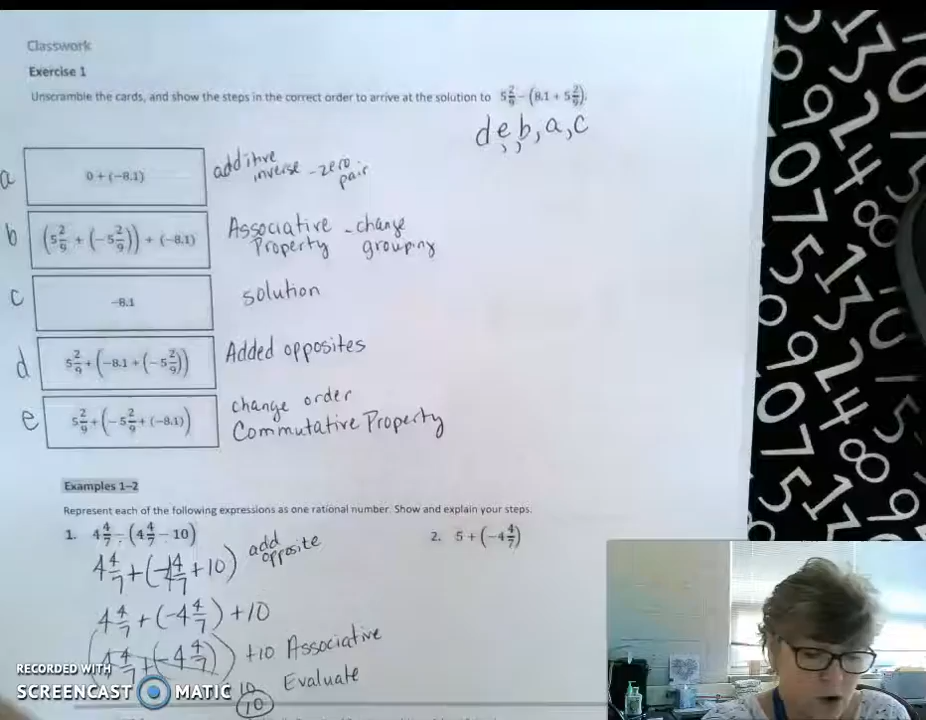 Classwork
Exercise 1
Unscramble the cards, and show the steps in the correct order to arrive at the solution to 5 2/9 − (8.1 + 5 2/9).
d e, b, a, c
a 0 + (−8.1) additive inverse - zero pair
b (5 2/9 + (−5 2/9)) + (−8.1) Associative Property - change grouping
c −8.1 solution
d 5 2/9 + (−8.1 + (−5 2/9)) Added opposites
e 5 2/9 + (−5 2/9 + (−8.1)) change order
Commutative Property
Examples 1–2
Represent each of the following expressions as one rational number. Show and explain your steps.
1. 4 4/7 − (4 4/7 − 10)
2. 5 + (−4 4/7)
4 4/7 + (−4 4/7 + 10) add opposite
4 4/7 + (−4 4/7) + 10
(4 4/7 + (−4 4/7)) + 10 Associative
10 Evaluate
10
RECORDED WITH
SCREENCAST MATIC